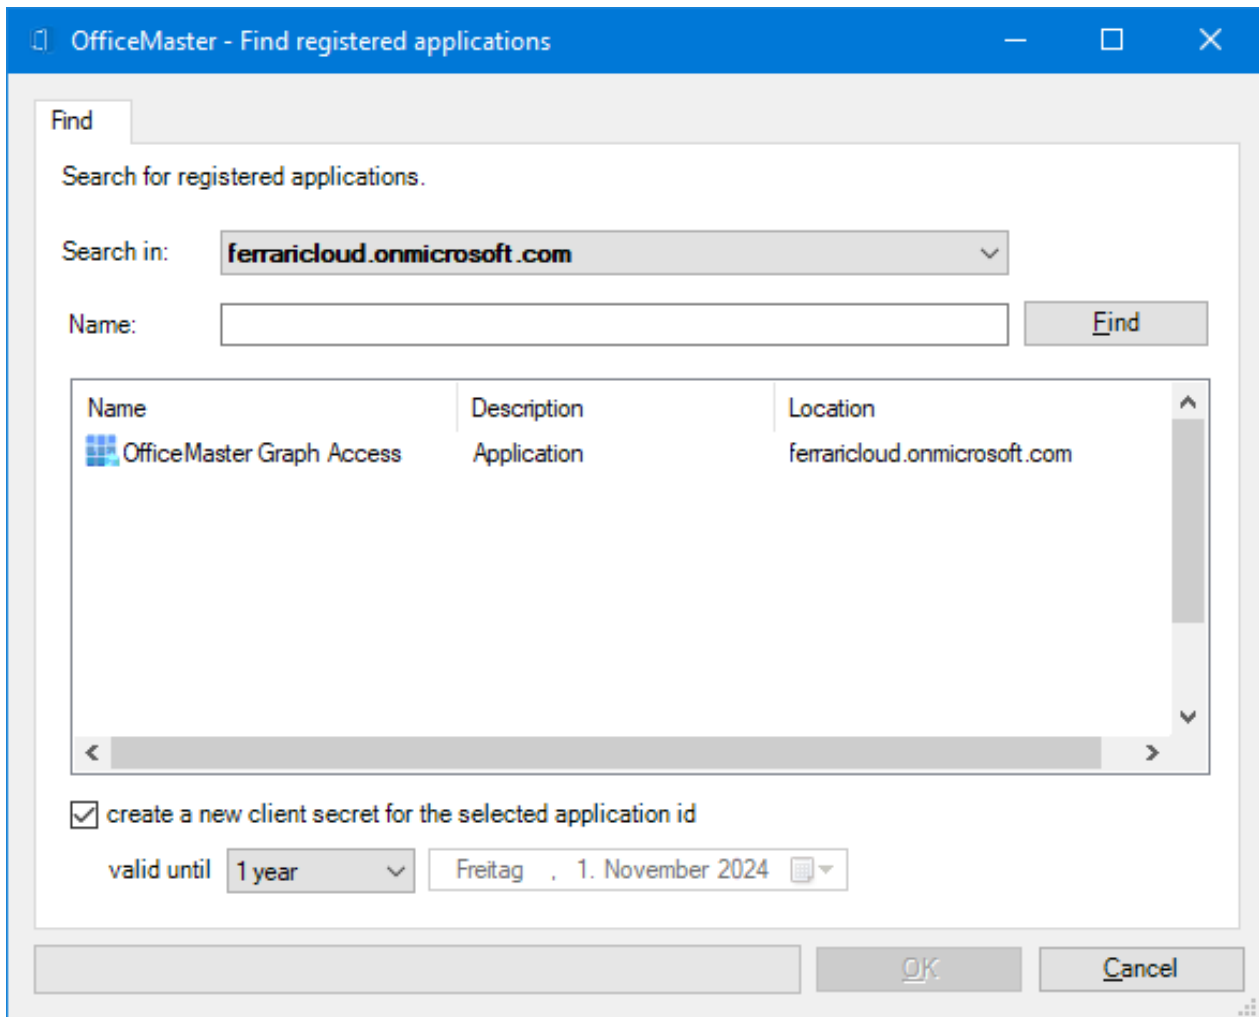 OfficeMaster - Find registered applications
Find
Search for registered applications.
Search in: ferraricloud.onmicrosoft.com
Name: Find
Name Description Location
OfficeMaster Graph Access Application ferraricloud.onmicrosoft.com
create a new client secret for the selected application id
valid until 1 year Freitag , 1. November 2024
OK Cancel